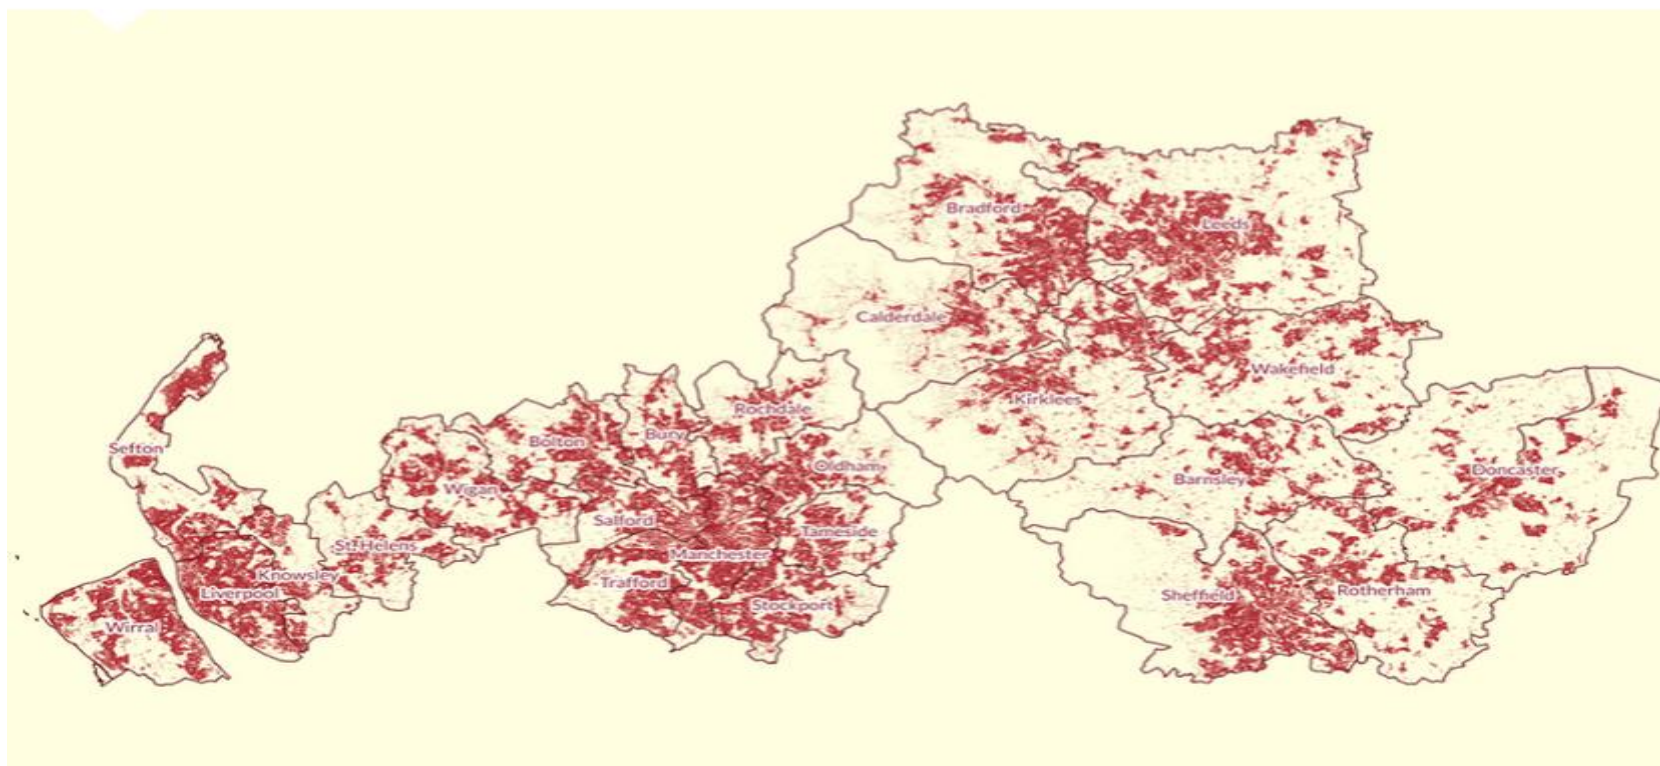 Bradford
Leeds
Calderdale
Wakefield
Kirklees
Rochdale
Bolton
Bury
Sefton
Oldham
Doncaster
Wigan
Barnsley
Salford
Tameside
St. Helens
Manchester
Knowsley
Trafford
Liverpool
Sheffield
Rotherham
Stockport
Wirral